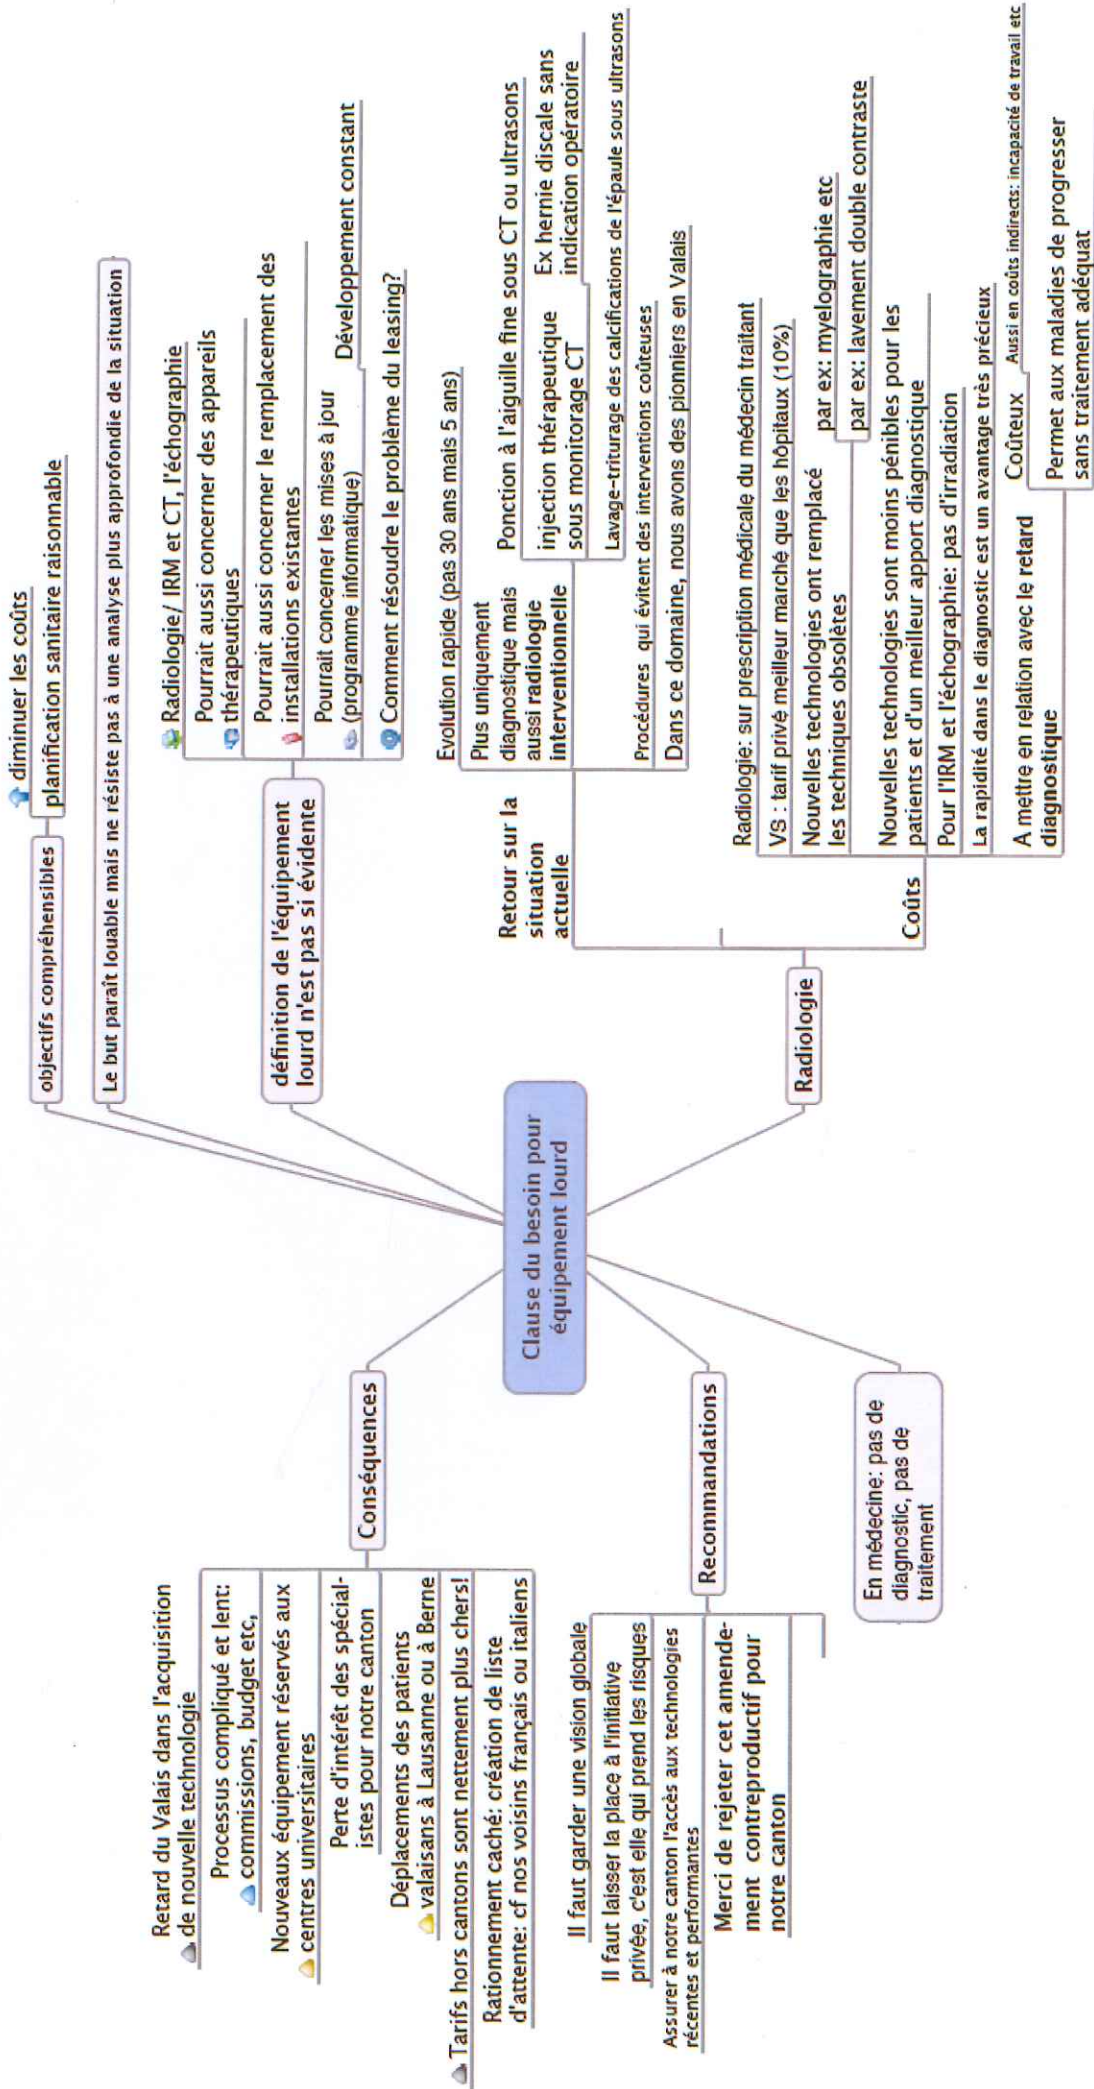 Clause du besoin pour
équipement lourd
objectifs compréhensibles
diminuer les coûts
planification sanitaire raisonnable
Le but paraît louable mais ne résiste pas à une analyse plus approfondie de la situation
définition de l'équipement
lourd n'est pas si évidente
Radiologie/ IRM et CT, l'échographie
Pourrait aussi concerner des appareils
thérapeutiques
Pourrait aussi concerner le remplacement des
installations existantes
Pourrait concerner les mises à jour
(programme informatique)
Développement constant
Comment résoudre le problème du leasing?
Radiologie
Retour sur la
situation
actuelle
Evolution rapide (pas 30 ans mais 5 ans)
Plus uniquement
diagnostique mais
aussi radiologie
interventionnelle
Ponction à l'aiguille fine sous CT ou ultrasons
injection thérapeutique
sous monitorage CT
Ex hernie discale sans
indication opératoire
Lavage-triturage des calcifications de l'épaule sous ultrasons
Procédures qui évitent des interventions coûteuses
Dans ce domaine, nous avons des pionniers en Valais
Coûts
Radiologie: sur prescription médicale du médecin traitant
VS : tarif privé meilleur marché que les hôpitaux (10%)
Nouvelles technologies ont remplacé
les techniques obsolètes
par ex: myelographie etc
par ex: lavement double contraste
Nouvelles technologies sont moins pénibles pour les
patients et d'un meilleur apport diagnostique
Pour l'IRM et l'échographie: pas d'irradiation
La rapidité dans le diagnostic est un avantage très précieux
A mettre en relation avec le retard
diagnostique
Coûteux
Aussi en coûts indirects: incapacité de travail etc
Permet aux maladies de progresser
sans traitement adéquat
Conséquences
Retard du Valais dans l'acquisition
de nouvelle technologie
Processus compliqué et lent:
commissions, budget etc,
Nouveaux équipement réservés aux
centres universitaires
Perte d'intérêt des spécial-
istes pour notre canton
Déplacements des patients
valaisans à Lausanne ou à Berne
Tarifs hors cantons sont nettement plus chers!
Rationnement caché: création de liste
d'attente: cf nos voisins français ou italiens
Recommandations
Il faut garder une vision globale
Il faut laisser la place à l'initiative
privée, c'est elle qui prend les risques
Assurer à notre canton l'accès aux technologies
récentes et performantes
Merci de rejeter cet amende-
ment contreproductif pour
notre canton
En médecine: pas de
diagnostic, pas de
traitement